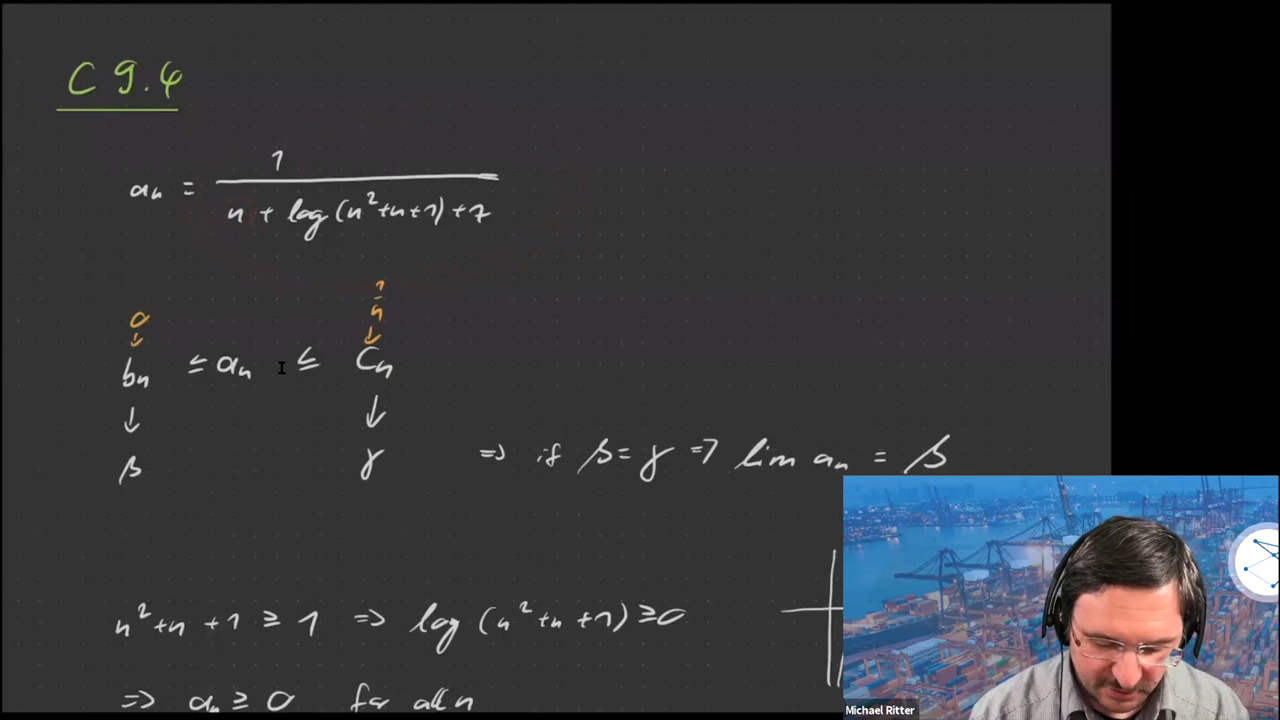 C 9.4
1
aₙ =
n + log (n²+n+1) + 7
1
0 n
↓ ↓
bₙ ≤ aₙ ≤ Cₙ
↓ ↓
β γ => if β = γ => lim aₙ = β
n² + n + 1 ≥ 1 => log (n² + n + 1) ≥ 0
=> aₙ ≥ 0 for all n
Michael Ritter